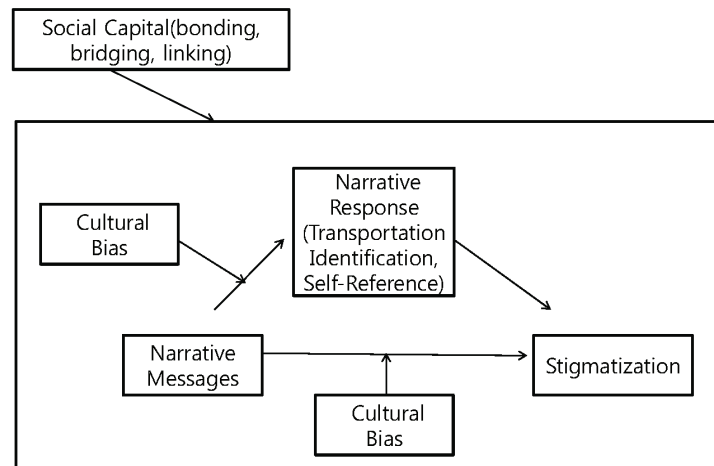 Social Capital(bonding,
bridging, linking)
Narrative
Response
(Transportation
Identification,
Self-Reference)
Cultural
Bias
Narrative
Messages
Stigmatization
Cultural
Bias